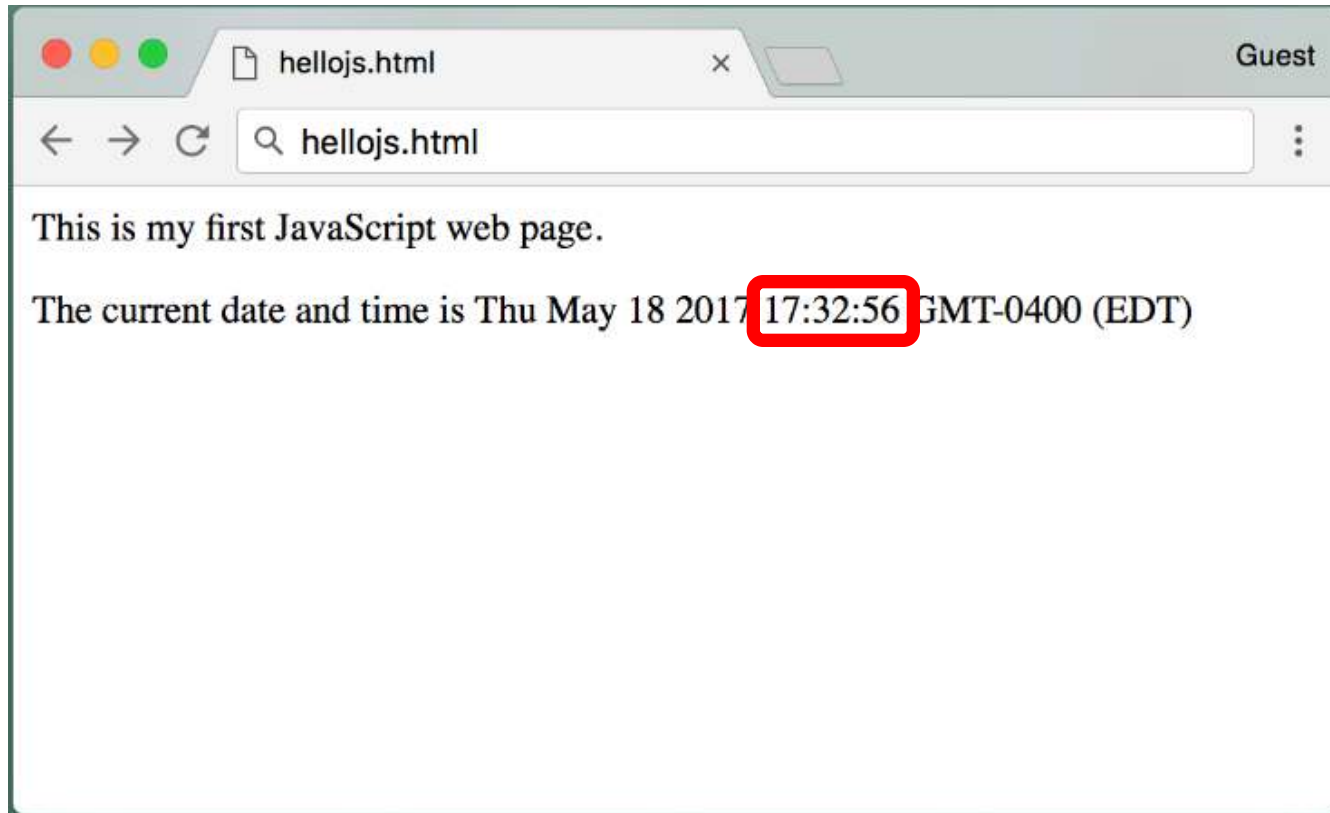 hellojs.html
Guest
hellojs.html
This is my first JavaScript web page.
The current date and time is Thu May 18 2017 17:32:56 GMT-0400 (EDT)